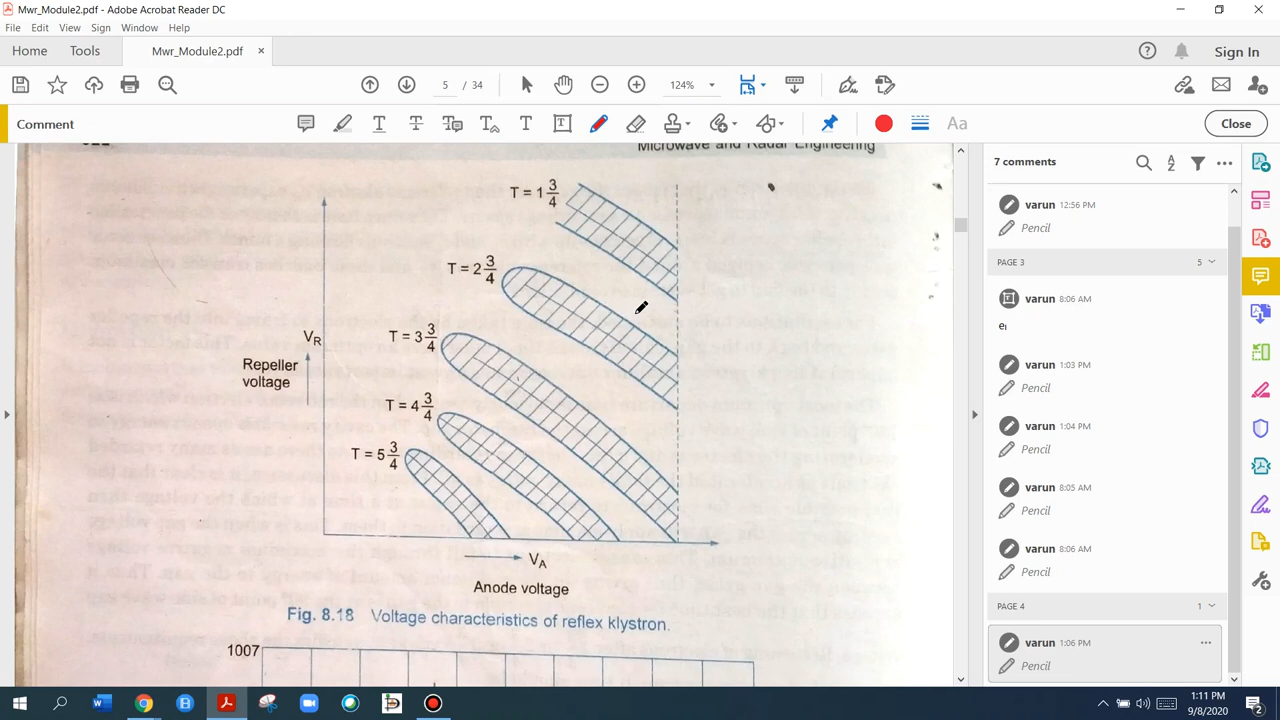 Mwr_Module2.pdf - Adobe Acrobat Reader DC
File Edit View Sign Window Help
Home Tools Mwr_Module2.pdf × Sign In
5 / 34 124%
Comment Aa Close
Microwave and Radar Engineering
T = 1 3/4
T = 2 3/4
T = 3 3/4
T = 4 3/4
T = 5 3/4
VR
Repeller
voltage
VA
Anode voltage
Fig. 8.18 Voltage characteristics of reflex klystron.
1007
7 comments
varun 12:56 PM
Pencil
PAGE 3 5
varun 8:06 AM
varun 1:03 PM
Pencil
varun 1:04 PM
Pencil
varun 8:05 AM
Pencil
varun 8:06 AM
Pencil
PAGE 4 1
varun 1:06 PM
Pencil
1:11 PM
9/8/2020
2